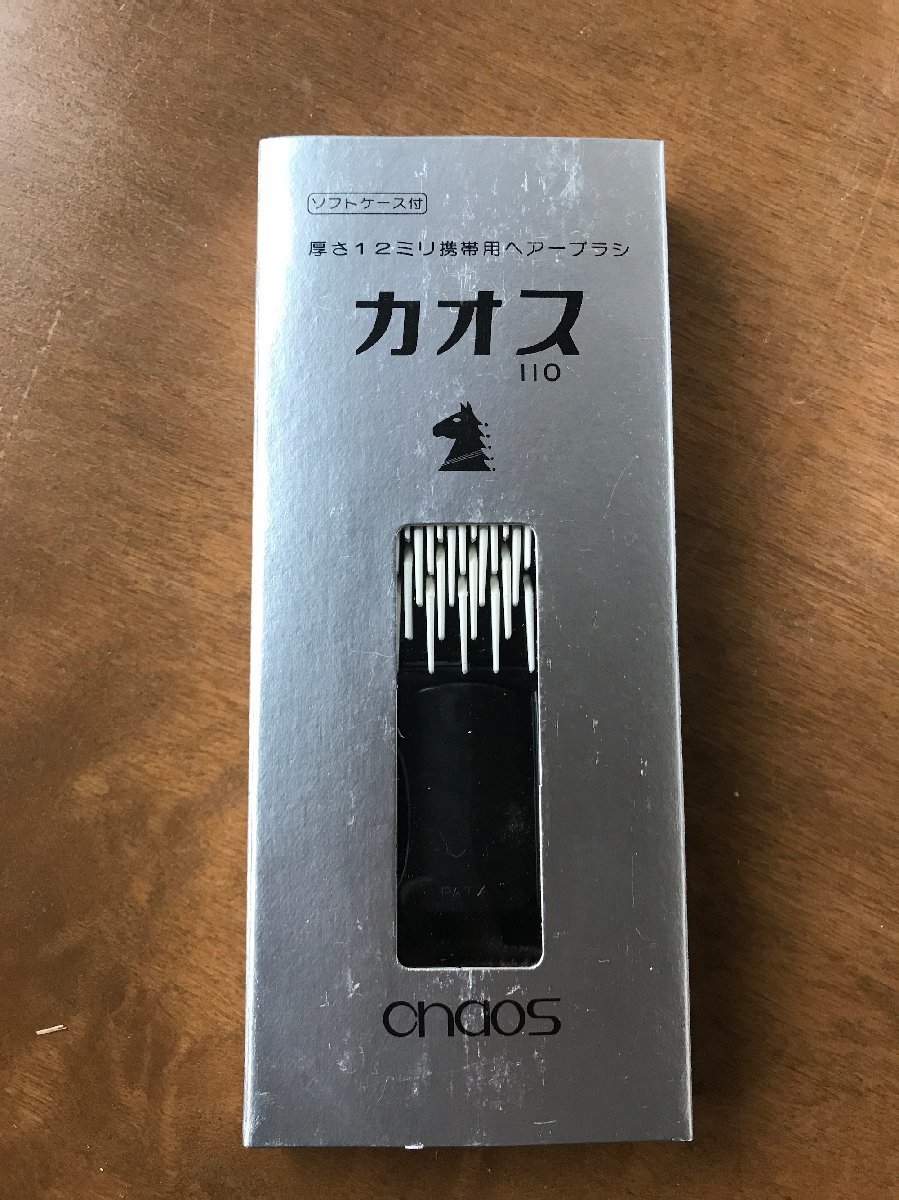 ソフトケース付
厚さ12ミリ携帯用ヘアーブラシ
カオス
110
chaos